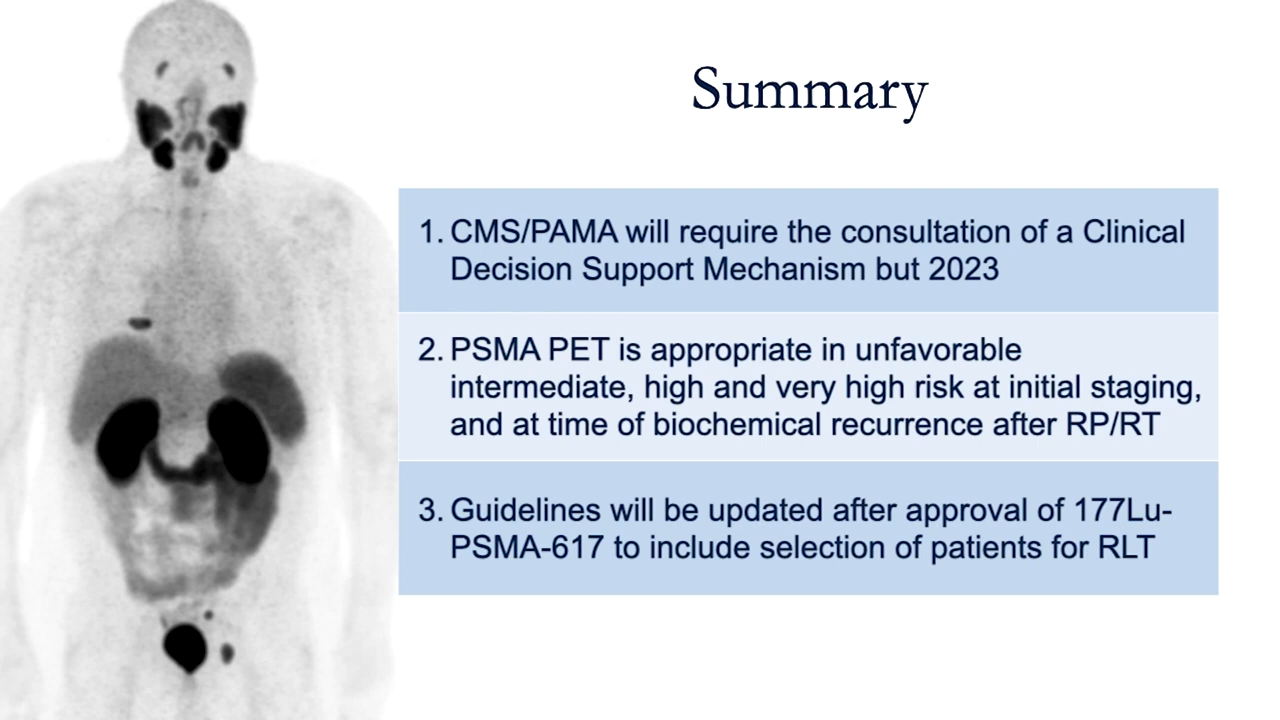 Summary
1. CMS/PAMA will require the consultation of a Clinical
Decision Support Mechanism but 2023
2. PSMA PET is appropriate in unfavorable
intermediate, high and very high risk at initial staging,
and at time of biochemical recurrence after RP/RT
3. Guidelines will be updated after approval of 177Lu-
PSMA-617 to include selection of patients for RLT